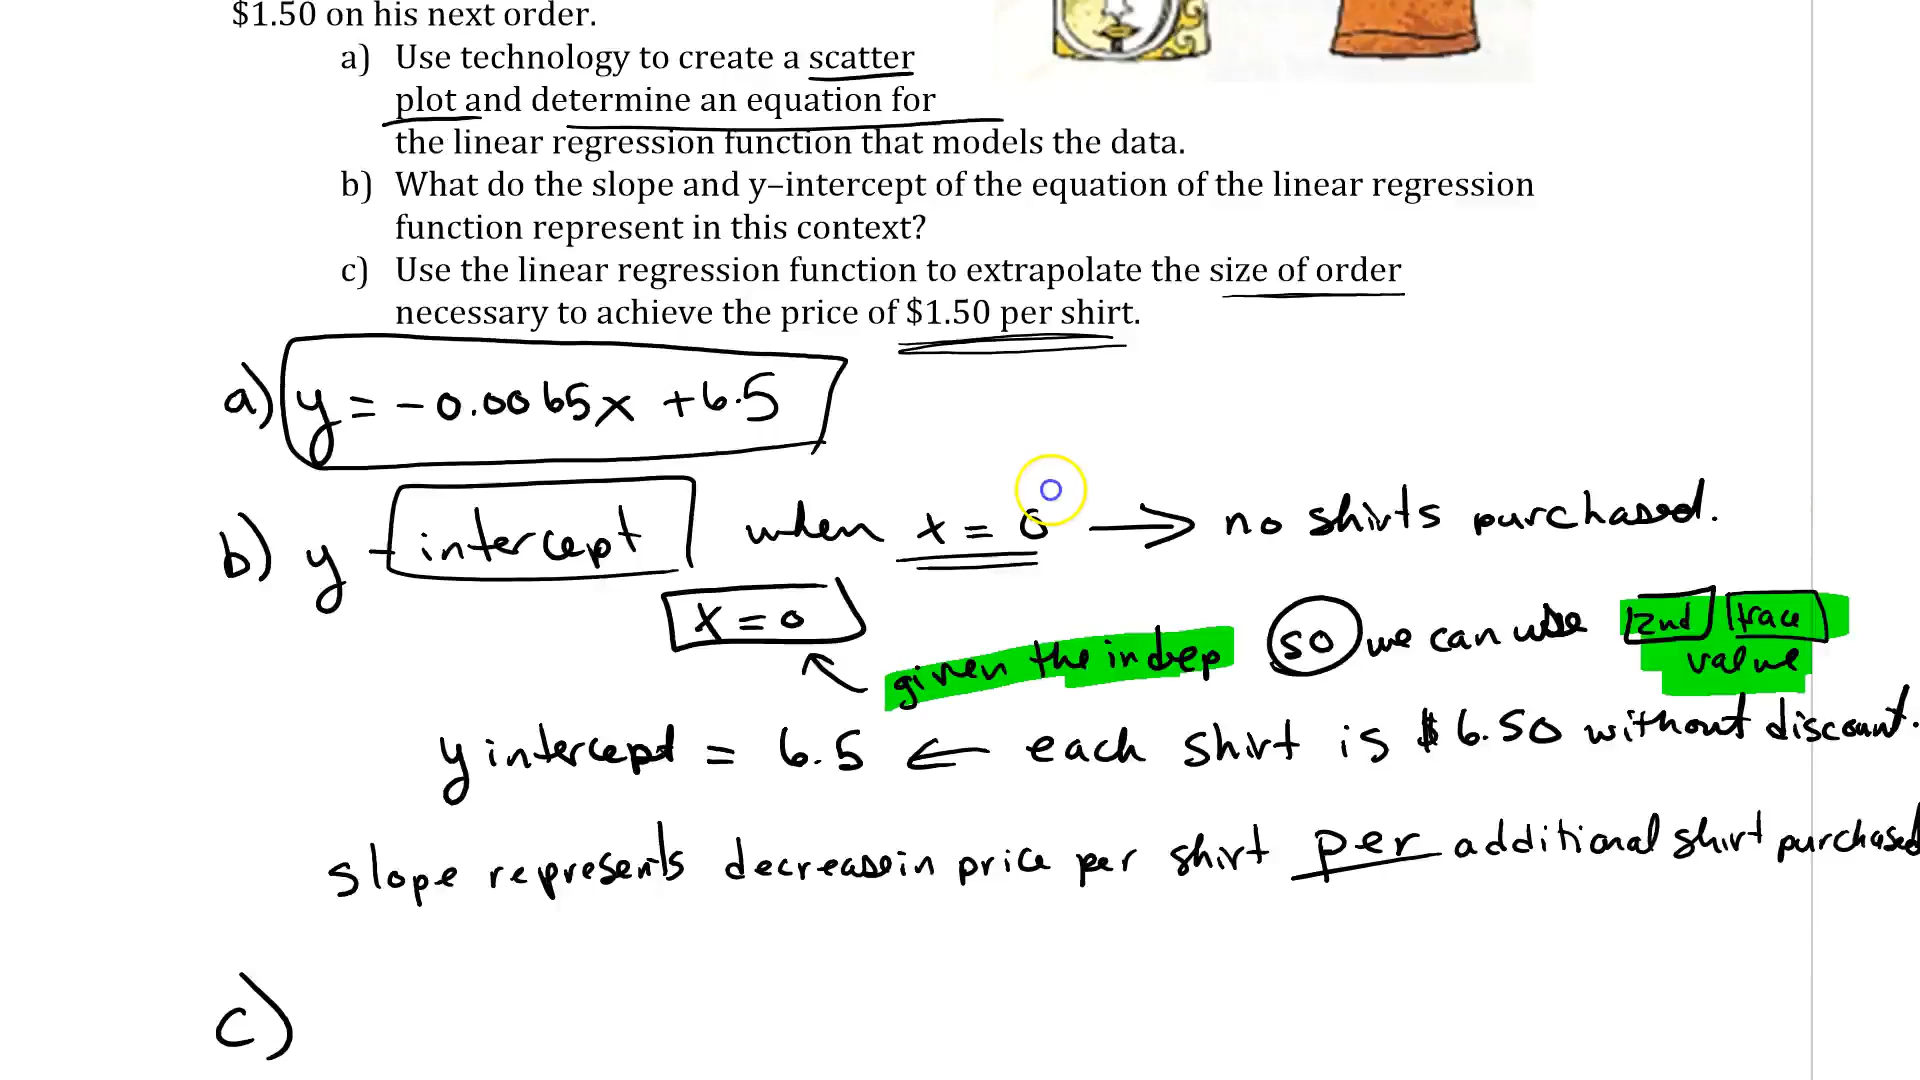 $1.50 on his next order.
a) Use technology to create a scatter
plot and determine an equation for
the linear regression function that models the data.
b) What do the slope and y–intercept of the equation of the linear regression
function represent in this context?
c) Use the linear regression function to extrapolate the size of order
necessary to achieve the price of $1.50 per shirt.
a) y = -0.0065x +6.5
b) y - intercept when x = 0 → no shirts purchased.
x = 0
given the indep so we can use 2nd trace
value
y intercept = 6.5 ← each shirt is $6.50 without discount.
slope represents decrease in price per shirt per additional shirt purchased
c)